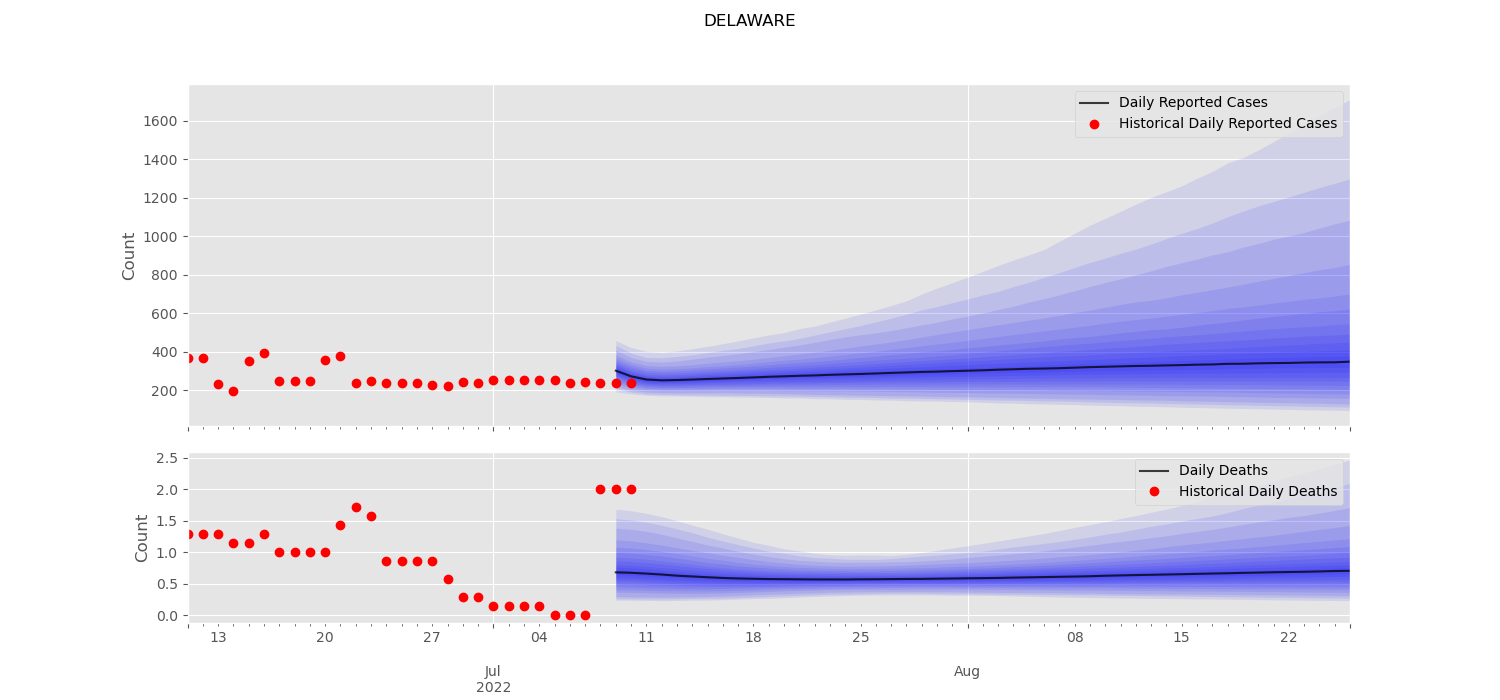 DELAWARE
Daily Reported Cases
Historical Daily Reported Cases
Count
1600
1400
1200
1000
800
600
400
200
Daily Deaths
Historical Daily Deaths
Count
2.5
2.0
1.5
1.0
0.5
0.0
13 20 27 04 11 18 25 08 15 22
Jul Aug
2022